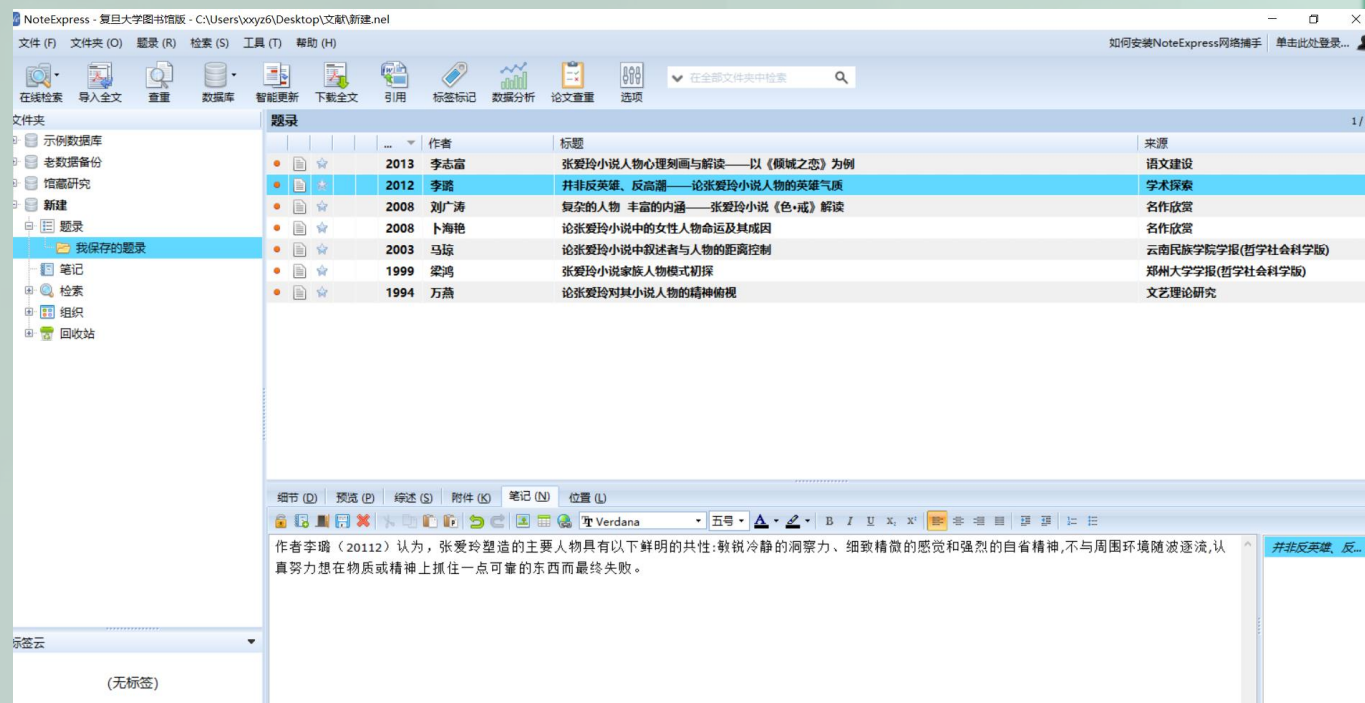 NoteExpress - 复旦大学图书馆版 - C:\Users\xxyz6\Desktop\文献\新建.nel
文件 (F) 文件夹 (O) 题录 (R) 检索 (S) 工具 (T) 帮助 (H) 如何安装NoteExpress网络捕手 单击此处登录...
在线检索 导入全文 查重 数据库 智能更新 下载全文 引用 标签标记 数据分析 论文查重 选项 在全部文件夹中检索
文件夹 题录 1/
示例数据库 ... 作者 标题 来源
老数据备份 2013 李志富 张爱玲小说人物心理刻画与解读——以《倾城之恋》为例 语文建设
馆藏研究 2012 李璐 并非反英雄、反高潮——论张爱玲小说人物的英雄气质 学术探索
新建 2008 刘广涛 复杂的人物 丰富的内涵——张爱玲小说《色•戒》解读 名作欣赏
题录 2008 卜海艳 论张爱玲小说中的女性人物命运及其成因 名作欣赏
我保存的题录 2003 马琼 论张爱玲小说中叙述者与人物的距离控制 云南民族学院学报(哲学社会科学版)
笔记 1999 梁鸿 张爱玲小说家族人物模式初探 郑州大学学报(哲学社会科学版)
检索 1994 万燕 论张爱玲对其小说人物的精神俯视 文艺理论研究
组织
回收站
细节 (D) 预览 (P) 综述 (S) 附件 (K) 笔记 (N) 位置 (L)
Verdana 五号 A B I U X₂ X²
作者李璐（20112）认为，张爱玲塑造的主要人物具有以下鲜明的共性:敏锐冷静的洞察力、细致精微的感觉和强烈的自省精神,不与周围环境随波逐流,认 并非反英雄、反...
真努力想在物质或精神上抓住一点可靠的东西而最终失败。
标签云
(无标签)